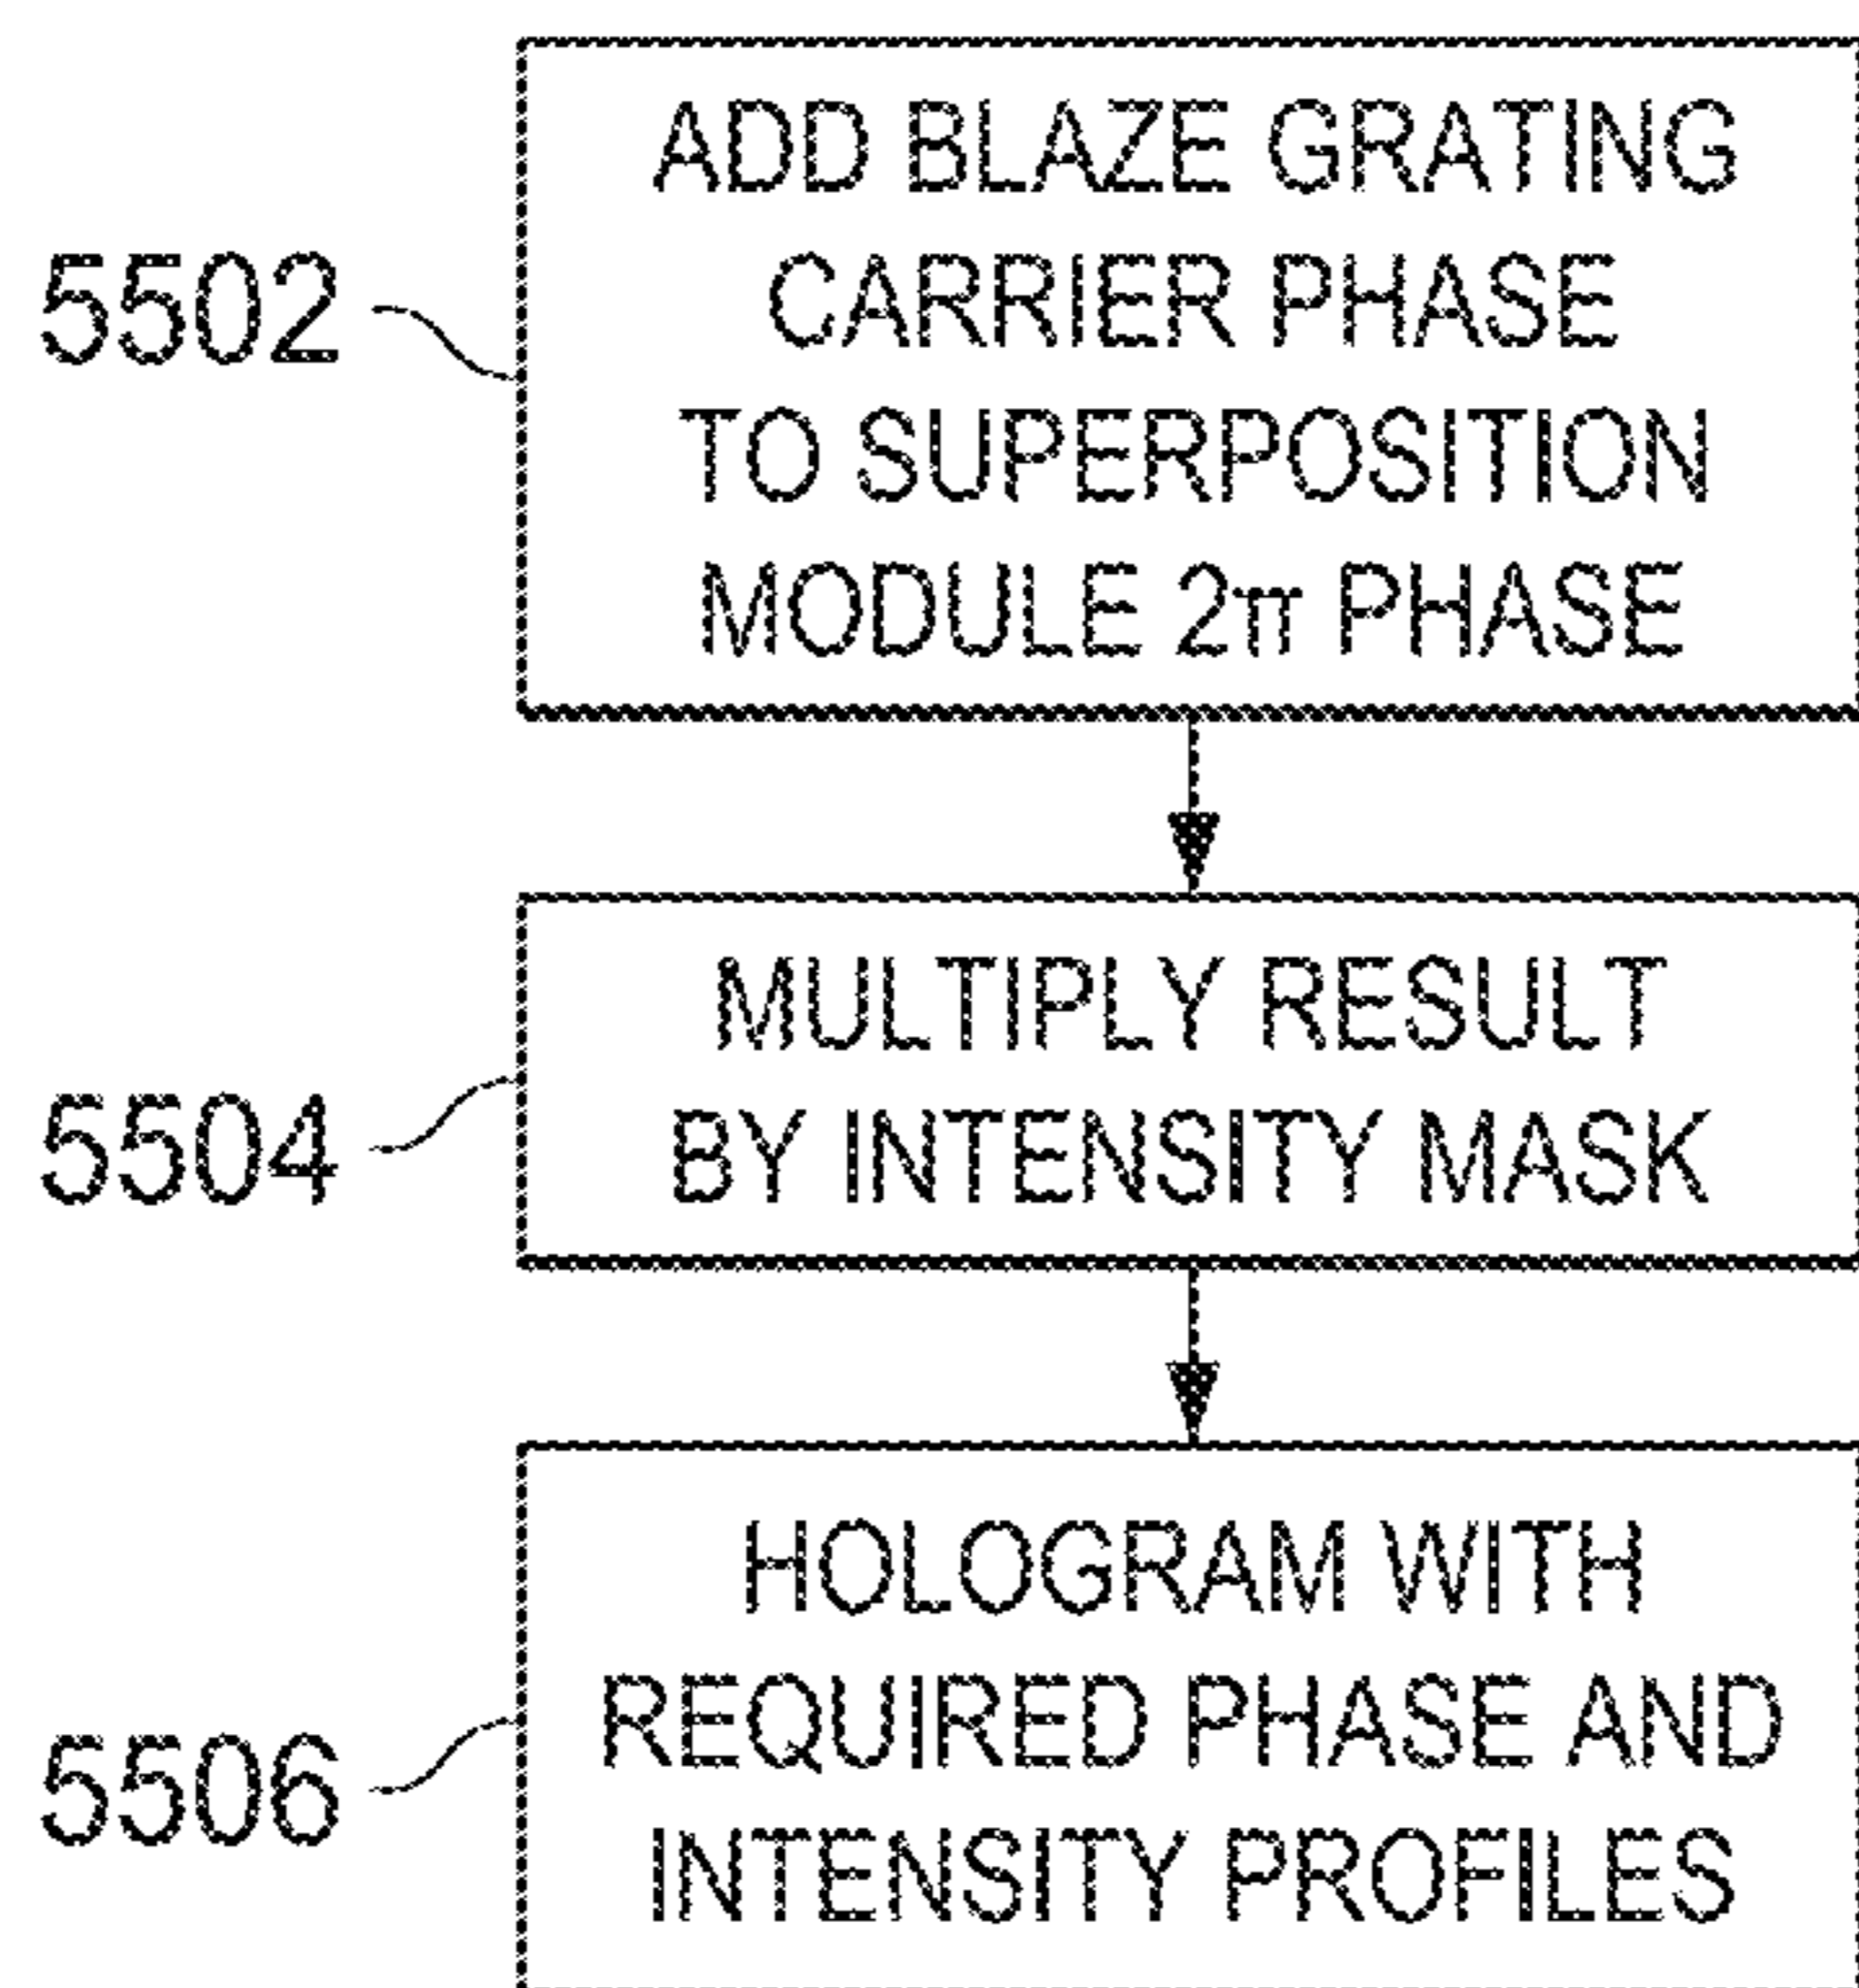 ADD BLAZE GRATING
CARRIER PHASE
5502
TO SUPERPOSITION
MODULE 2π PHASE
MULTIPLY RESULT
5504
BY INTENSITY MASK
HOLOGRAM WITH
5506
REQUIRED PHASE AND
INTENSITY PROFILES